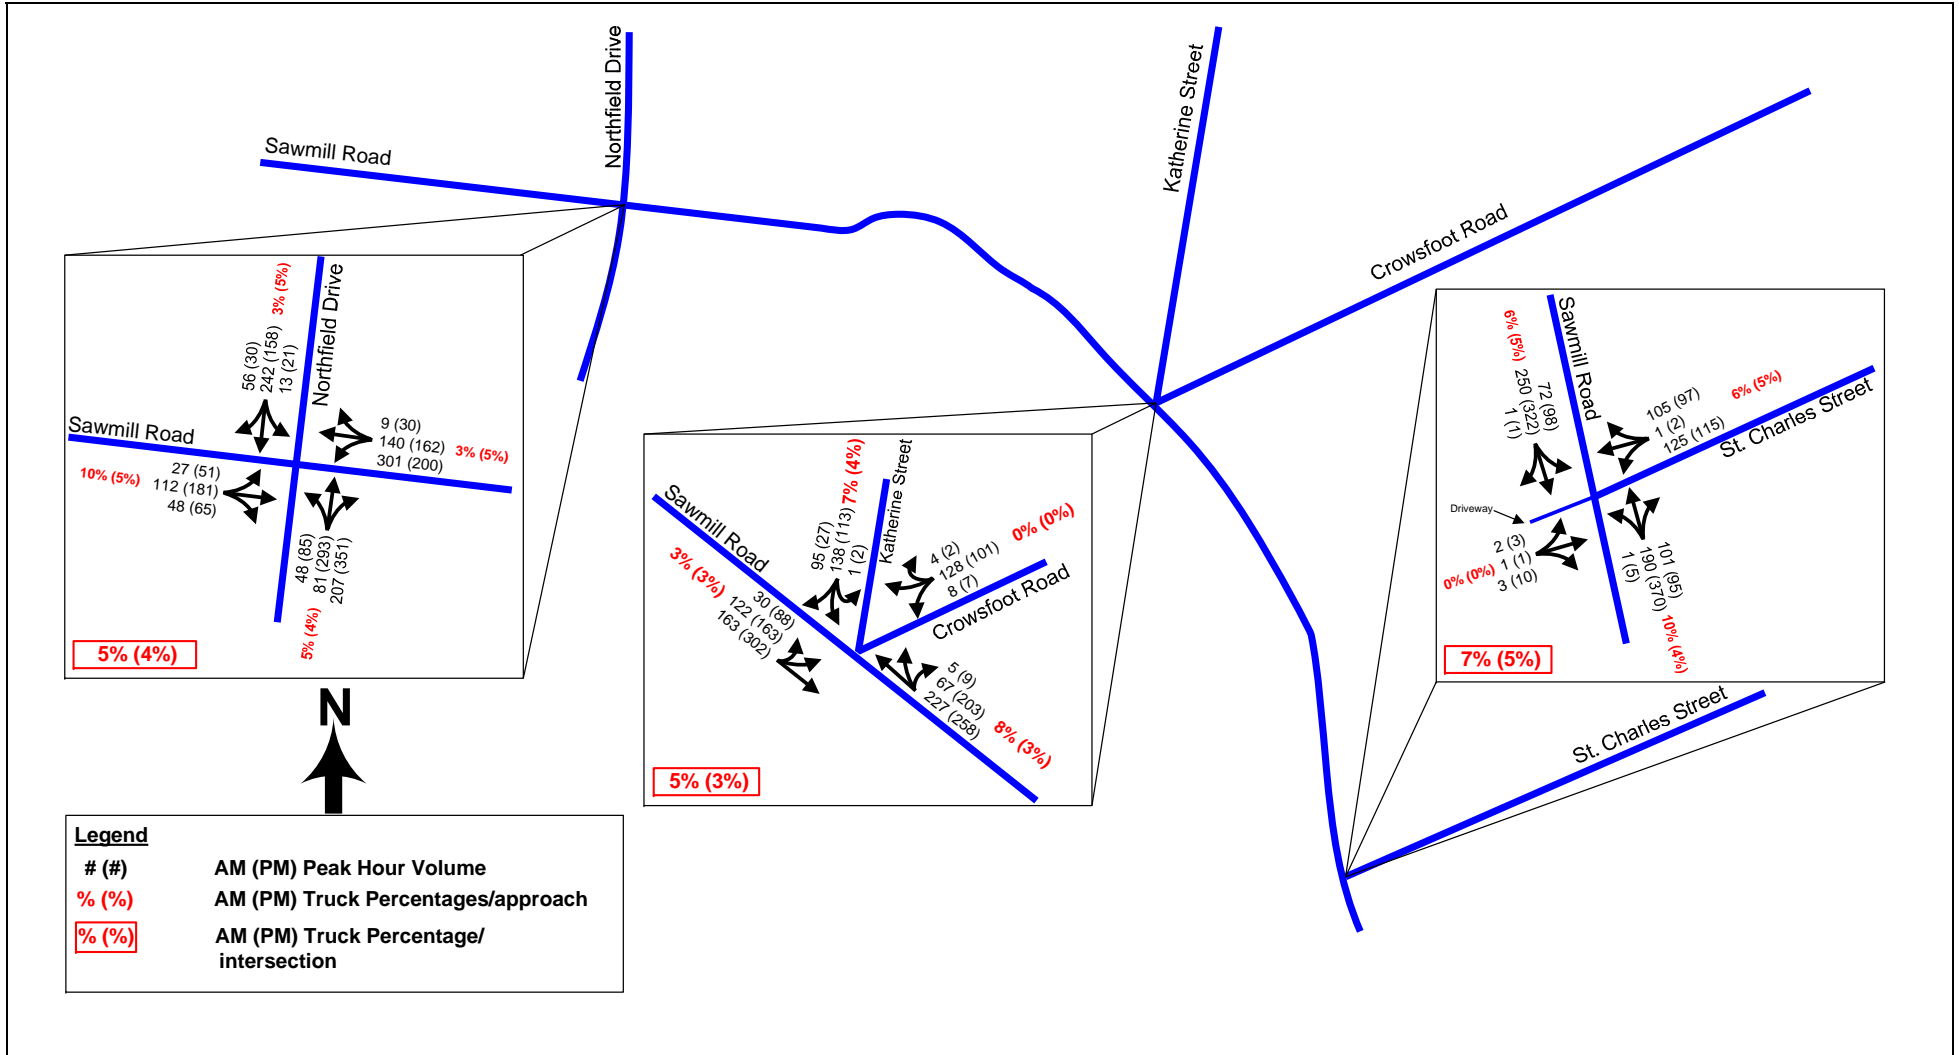 Northfield Drive
Sawmill Road
Katherine Street
Crowsfoot Road
St. Charles Street
3% (5%)
Northfield Drive
56 (30)
242 (158)
13 (21)
Sawmill Road
9 (30)
140 (162)
301 (200)
3% (5%)
10% (5%)
27 (51)
112 (181)
48 (65)
48 (85)
81 (293)
207 (351)
5% (4%)
5% (4%)
Sawmill Road
Katherine Street
7% (4%)
95 (27)
138 (113)
1 (2)
0% (0%)
4 (2)
128 (101)
8 (7)
Crowsfoot Road
3% (3%)
30 (88)
122 (163)
163 (302)
5 (9)
67 (203)
227 (258)
8% (3%)
5% (3%)
Sawmill Road
6% (5%)
72 (98)
250 (322)
1 (1)
105 (97)
1 (2)
125 (115)
6% (5%)
St. Charles Street
Driveway
2 (3)
1 (1)
3 (10)
0% (0%)
101 (95)
190 (370)
1 (5)
10% (4%)
7% (5%)
N
Legend
# (#) AM (PM) Peak Hour Volume
% (%) AM (PM) Truck Percentages/approach
% (%) AM (PM) Truck Percentage/
intersection